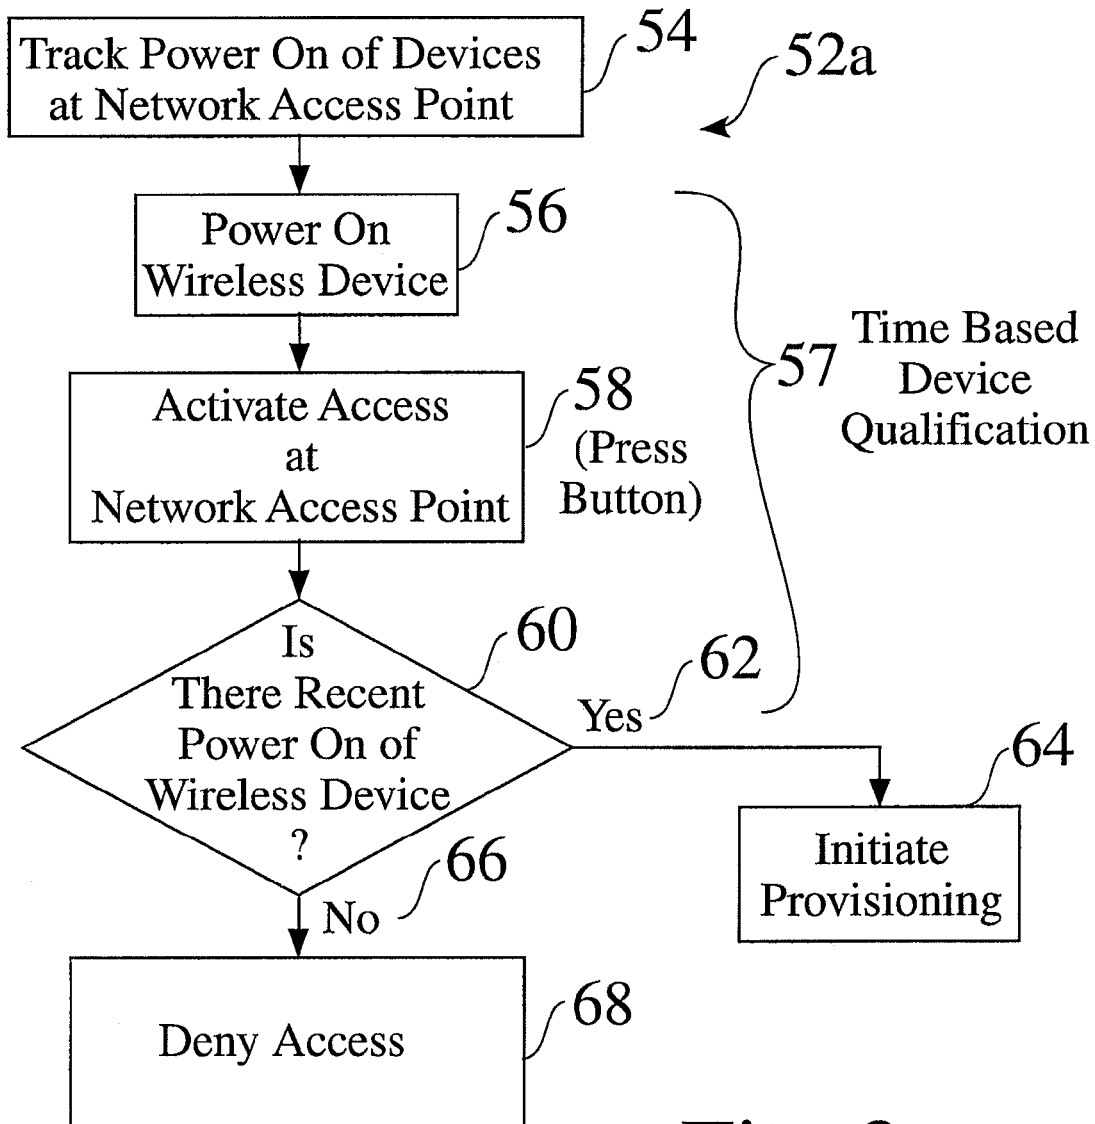 Track Power On of Devices
at Network Access Point
54
52a
Power On
Wireless Device
56
57
Time Based
Device
Qualification
Activate Access
at
Network Access Point
58
(Press
Button)
Is
There Recent
Power On of
Wireless Device
?
60
Yes
62
64
Initiate
Provisioning
66
No
Deny Access
68